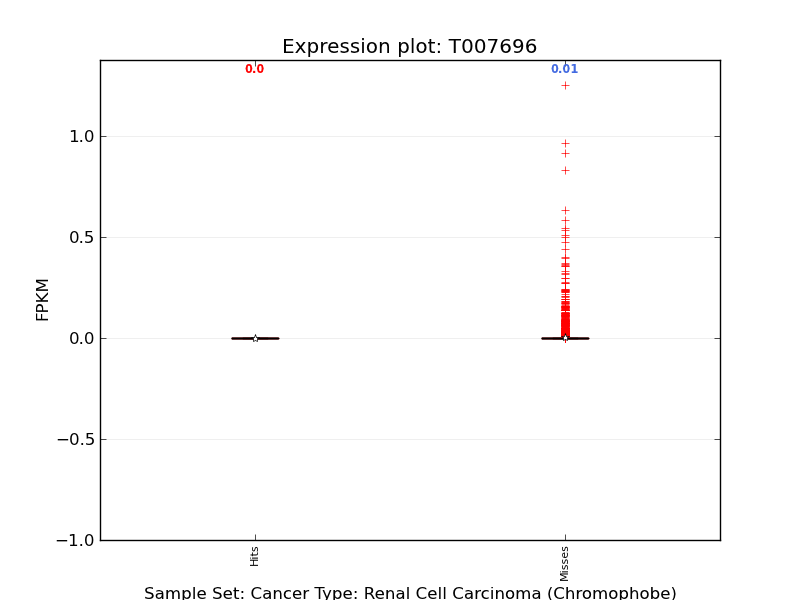 Expression plot: T007696
0.0
0.01
1.0
0.5
0.0
−0.5
−1.0
FPKM
Hits
Misses
Sample Set: Cancer Type: Renal Cell Carcinoma (Chromophobe)